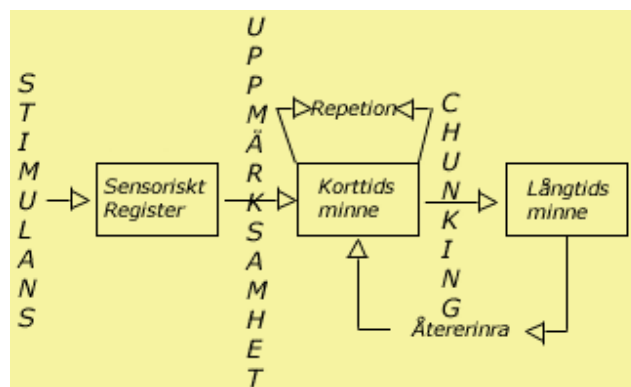 STIMULANS
Sensoriskt
Register
UPPMÄRKSAMHET
Repetion
Korttids
minne
CHUNKING
Långtids
minne
Återerinra